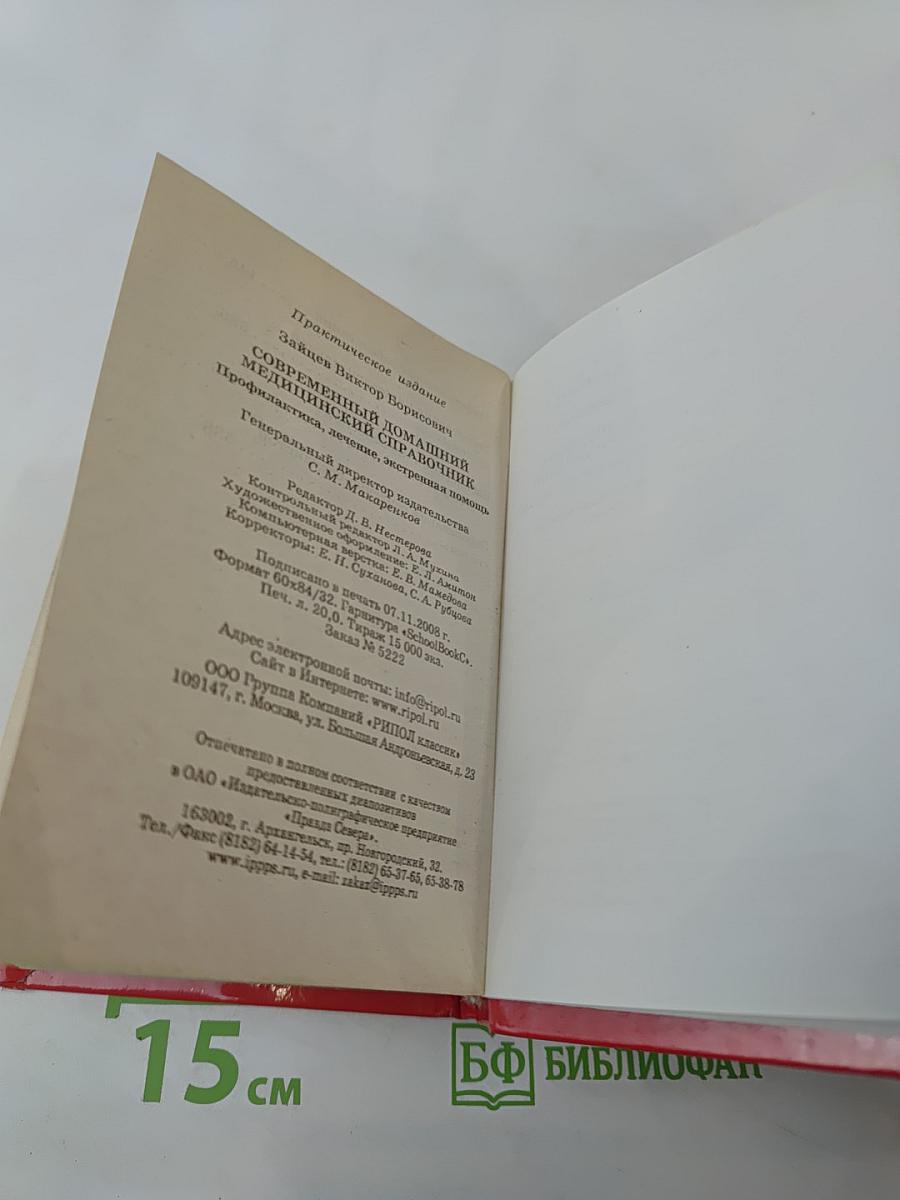 Практическое издание
Зайцев Виктор Борисович
СОВРЕМЕННЫЙ ДОМАШНИЙ
МЕДИЦИНСКИЙ СПРАВОЧНИК
Профилактика, лечение, экстренная помощь
Генеральный директор издательства
С. М. Макаренков
Редактор Д. В. Нестерова
Контрольный редактор Л. А. Мухина
Художественное оформление: Е. Л. Амитон
Компьютерная верстка: Е. В. Мамедова
Корректоры: Е. Н. Суханова, С. А. Рубцова
Подписано в печать 07.11.2008 г.
Формат 60х84/32. Гарнитура «SchoolBookC».
Печ. л. 20,0. Тираж 15 000 экз.
Заказ № 5222
Адрес электронной почты: info@ripol.ru
Сайт в Интернете: www.ripol.ru
ООО Группа Компаний «РИПОЛ классик»
109147, г. Москва, ул. Большая Андроньевская, д. 23
Отпечатано в полном соответствии с качеством
предоставленных диапозитивов
в ОАО «Издательско-полиграфическое предприятие
«Правда Севера».
163002, г. Архангельск, пр. Новгородский, 32.
Тел./Факс (8182) 64-14-54, тел.: (8182) 65-37-65, 65-38-78
www.ippps.ru, e-mail: zakaz@ippps.ru
15 см
БФ БИБЛИОФАН